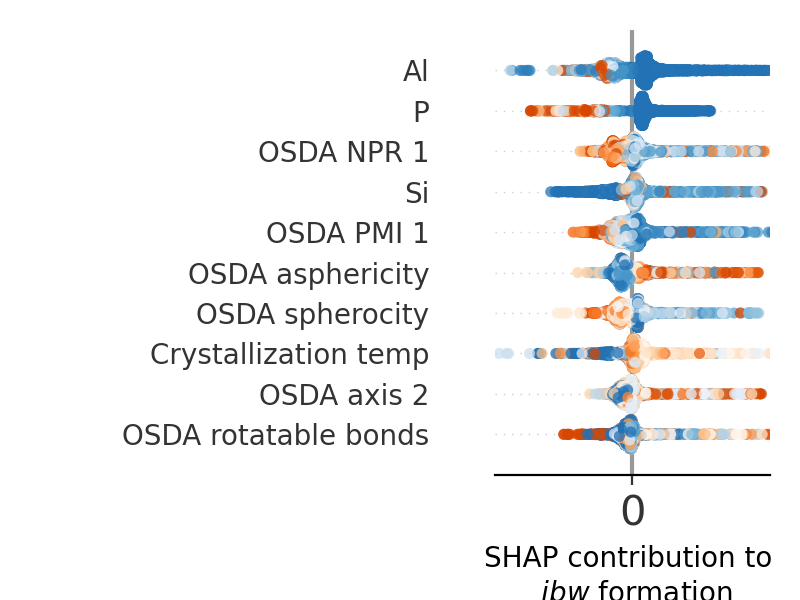 Al
P
OSDA NPR 1
Si
OSDA PMI 1
OSDA asphericity
OSDA spherocity
Crystallization temp
OSDA axis 2
OSDA rotatable bonds
0
SHAP contribution to
ibw formation